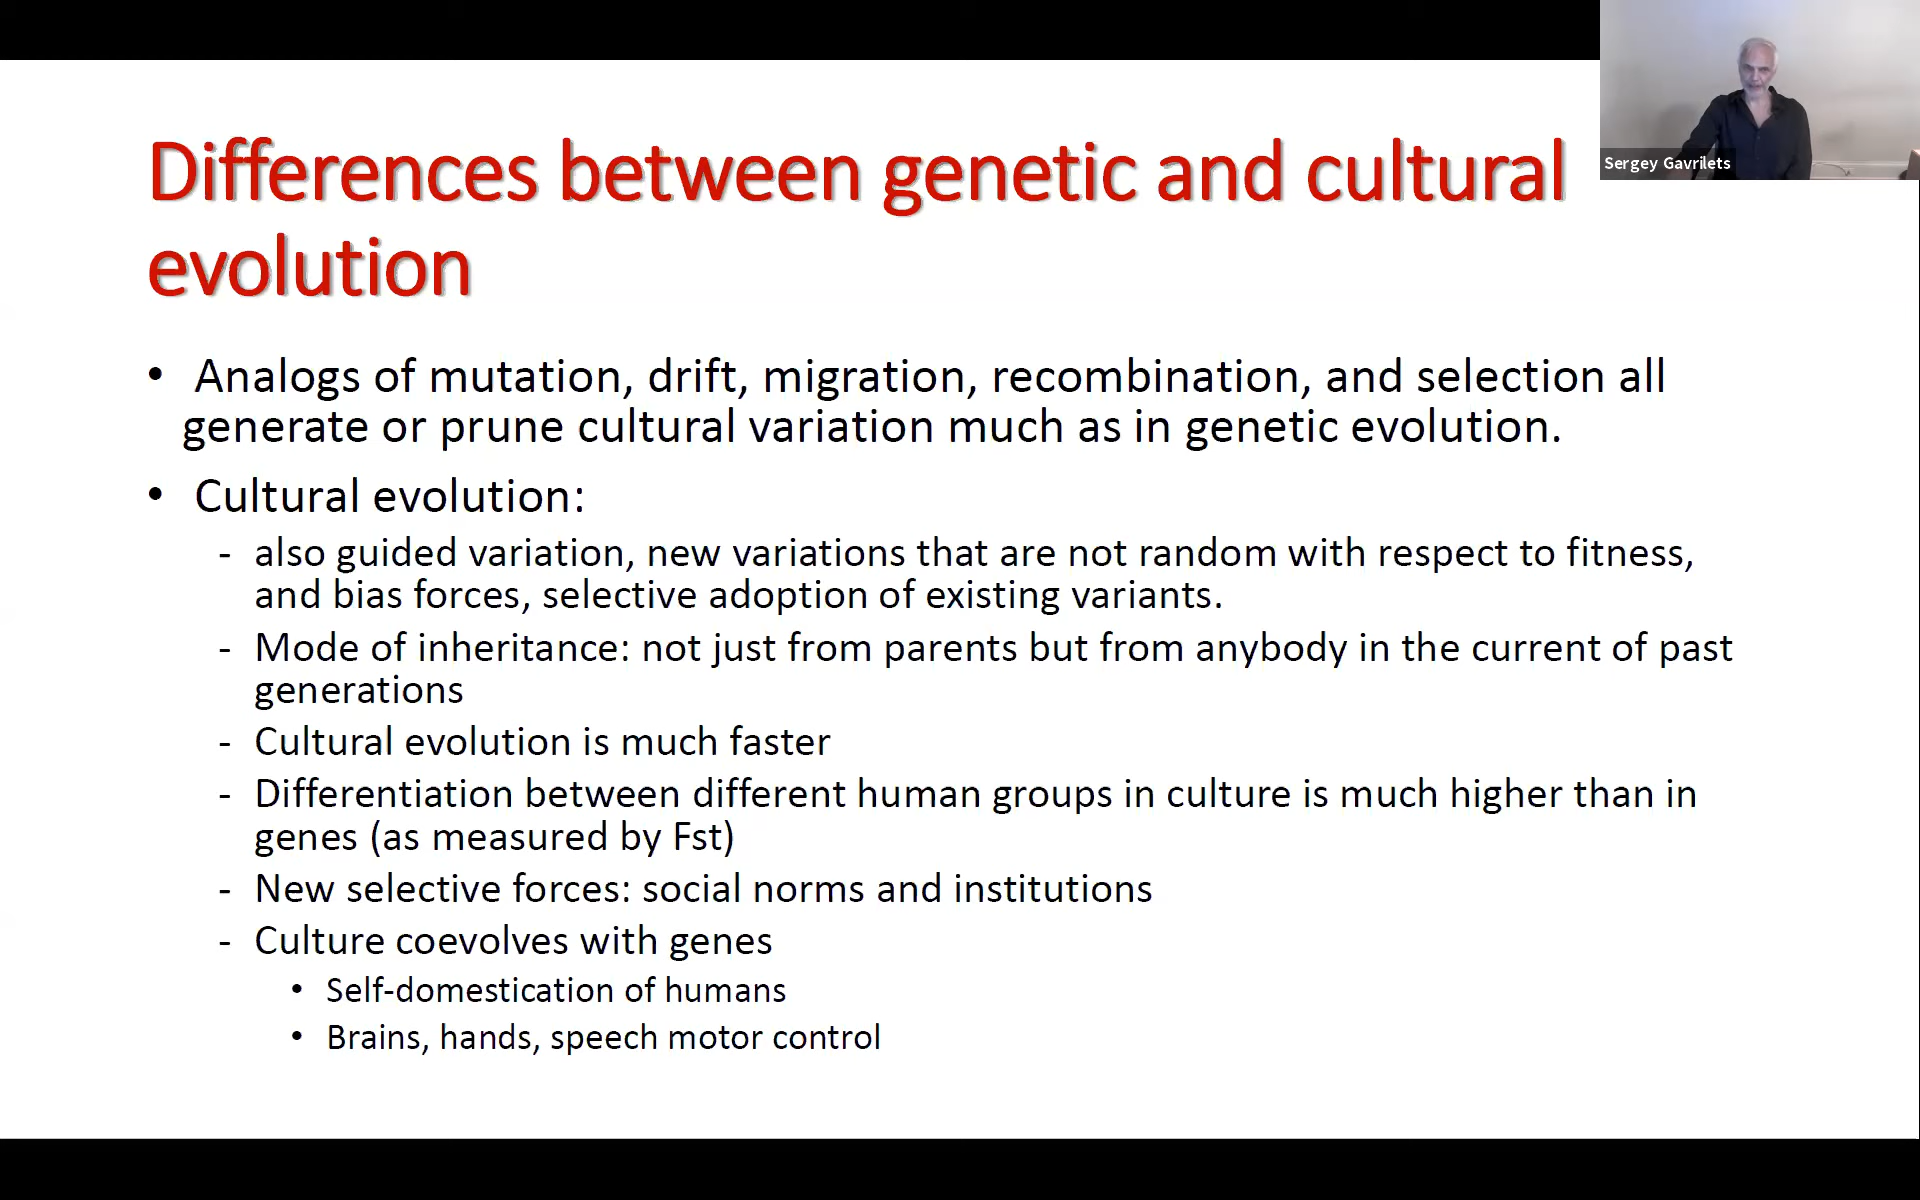 Differences between genetic and cultural
evolution
Sergey Gavrilets
• Analogs of mutation, drift, migration, recombination, and selection all
generate or prune cultural variation much as in genetic evolution.
• Cultural evolution:
- also guided variation, new variations that are not random with respect to fitness,
and bias forces, selective adoption of existing variants.
- Mode of inheritance: not just from parents but from anybody in the current of past
generations
- Cultural evolution is much faster
- Differentiation between different human groups in culture is much higher than in
genes (as measured by Fst)
- New selective forces: social norms and institutions
- Culture coevolves with genes
• Self-domestication of humans
• Brains, hands, speech motor control